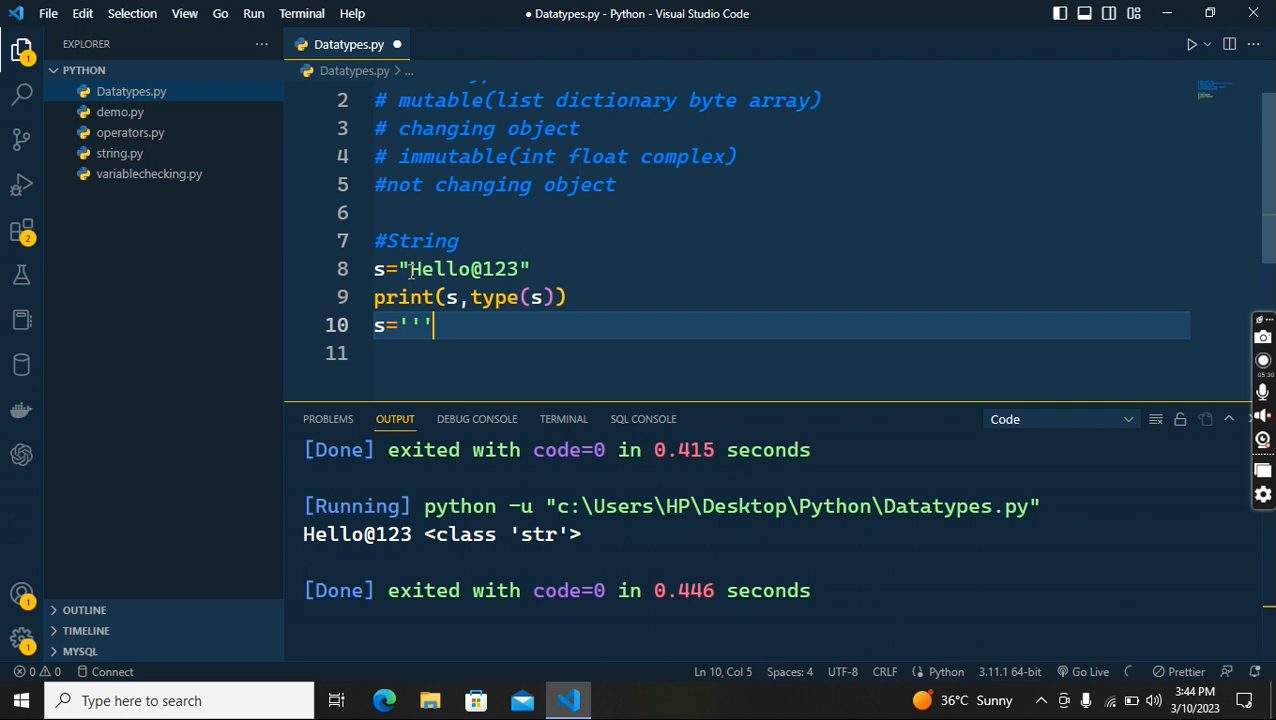 File Edit Selection View Go Run Terminal Help
● Datatypes.py - Python - Visual Studio Code
EXPLORER
PYTHON
Datatypes.py
demo.py
operators.py
string.py
variablechecking.py
OUTLINE
TIMELINE
MYSQL
Datatypes.py
Datatypes.py > ...
2 # mutable(list dictionary byte array)
3 # changing object
4 # immutable(int float complex)
5 #not changing object
6
7 #String
8 s="Hello@123"
9 print(s,type(s))
10 s='''
11
PROBLEMS OUTPUT DEBUG CONSOLE TERMINAL SQL CONSOLE
Code
[Done] exited with code=0 in 0.415 seconds
[Running] python -u "c:\Users\HP\Desktop\Python\Datatypes.py"
Hello@123 <class 'str'>
[Done] exited with code=0 in 0.446 seconds
05:30
1
2
1
1
0 0 Connect
Ln 10, Col 5 Spaces: 4 UTF-8 CRLF Python 3.11.1 64-bit Go Live Prettier
Type here to search
36°C Sunny
3:44 PM
3/10/2023